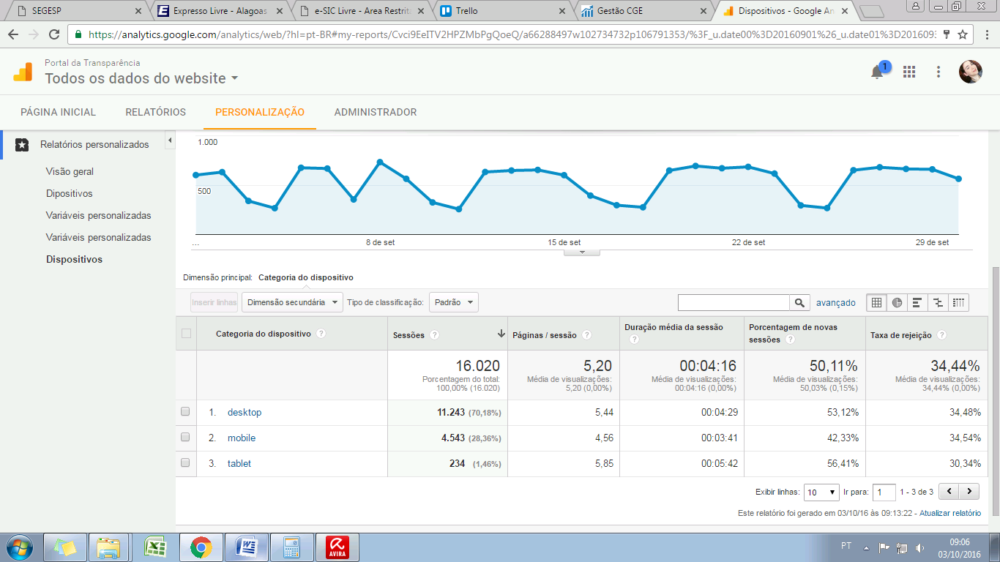 SEGESP
Expresso Livre - Alagoas
e-SIC Livre - Area Restrita
Trello
Gestão CGE
Dispositivos - Google An
https://analytics.google.com/analytics/web/?hl=pt-BR#my-reports/Cvci9EeITV2HPZMbPgQoeQ/a66288497w102734732p106791353/%3F_u.date00%3D20160901%26_u.date01%3D201609
Portal da Transparência
Todos os dados do website
1
PÁGINA INICIAL
RELATÓRIOS
PERSONALIZAÇÃO
ADMINISTRADOR
Relatórios personalizados
Visão geral
Dipositivos
Variáveis personalizadas
Variáveis personalizadas
Dispositivos
1.000
500
...
8 de set
15 de set
22 de set
29 de set
Dimensão principal: Categoria do dispositivo
Inserir linhas
Dimensão secundária
Tipo de classificação:
Padrão
avançado
Categoria do dispositivo ?
Sessões ?
Páginas / sessão ?
Duração média da sessão
?
Porcentagem de novas
sessões ?
Taxa de rejeição ?
16.020
Porcentagem do total:
100,00% (16.020)
5,20
Média de visualizações:
5,20 (0,00%)
00:04:16
Média de visualizações:
00:04:16 (0,00%)
50,11%
Média de visualizações:
50,03% (0,15%)
34,44%
Média de visualizações:
34,44% (0,00%)
1. desktop 11.243 (70,18%) 5,44 00:04:29 53,12% 34,48%
2. mobile 4.543 (28,36%) 4,56 00:03:41 42,33% 34,54%
3. tablet 234 (1,46%) 5,85 00:05:42 56,41% 30,34%
Exibir linhas: 10 Ir para: 1 1 - 3 de 3
Este relatório foi gerado em 03/10/16 às 09:13:22 - Atualizar relatório
AVIRA
PT
09:06
03/10/2016